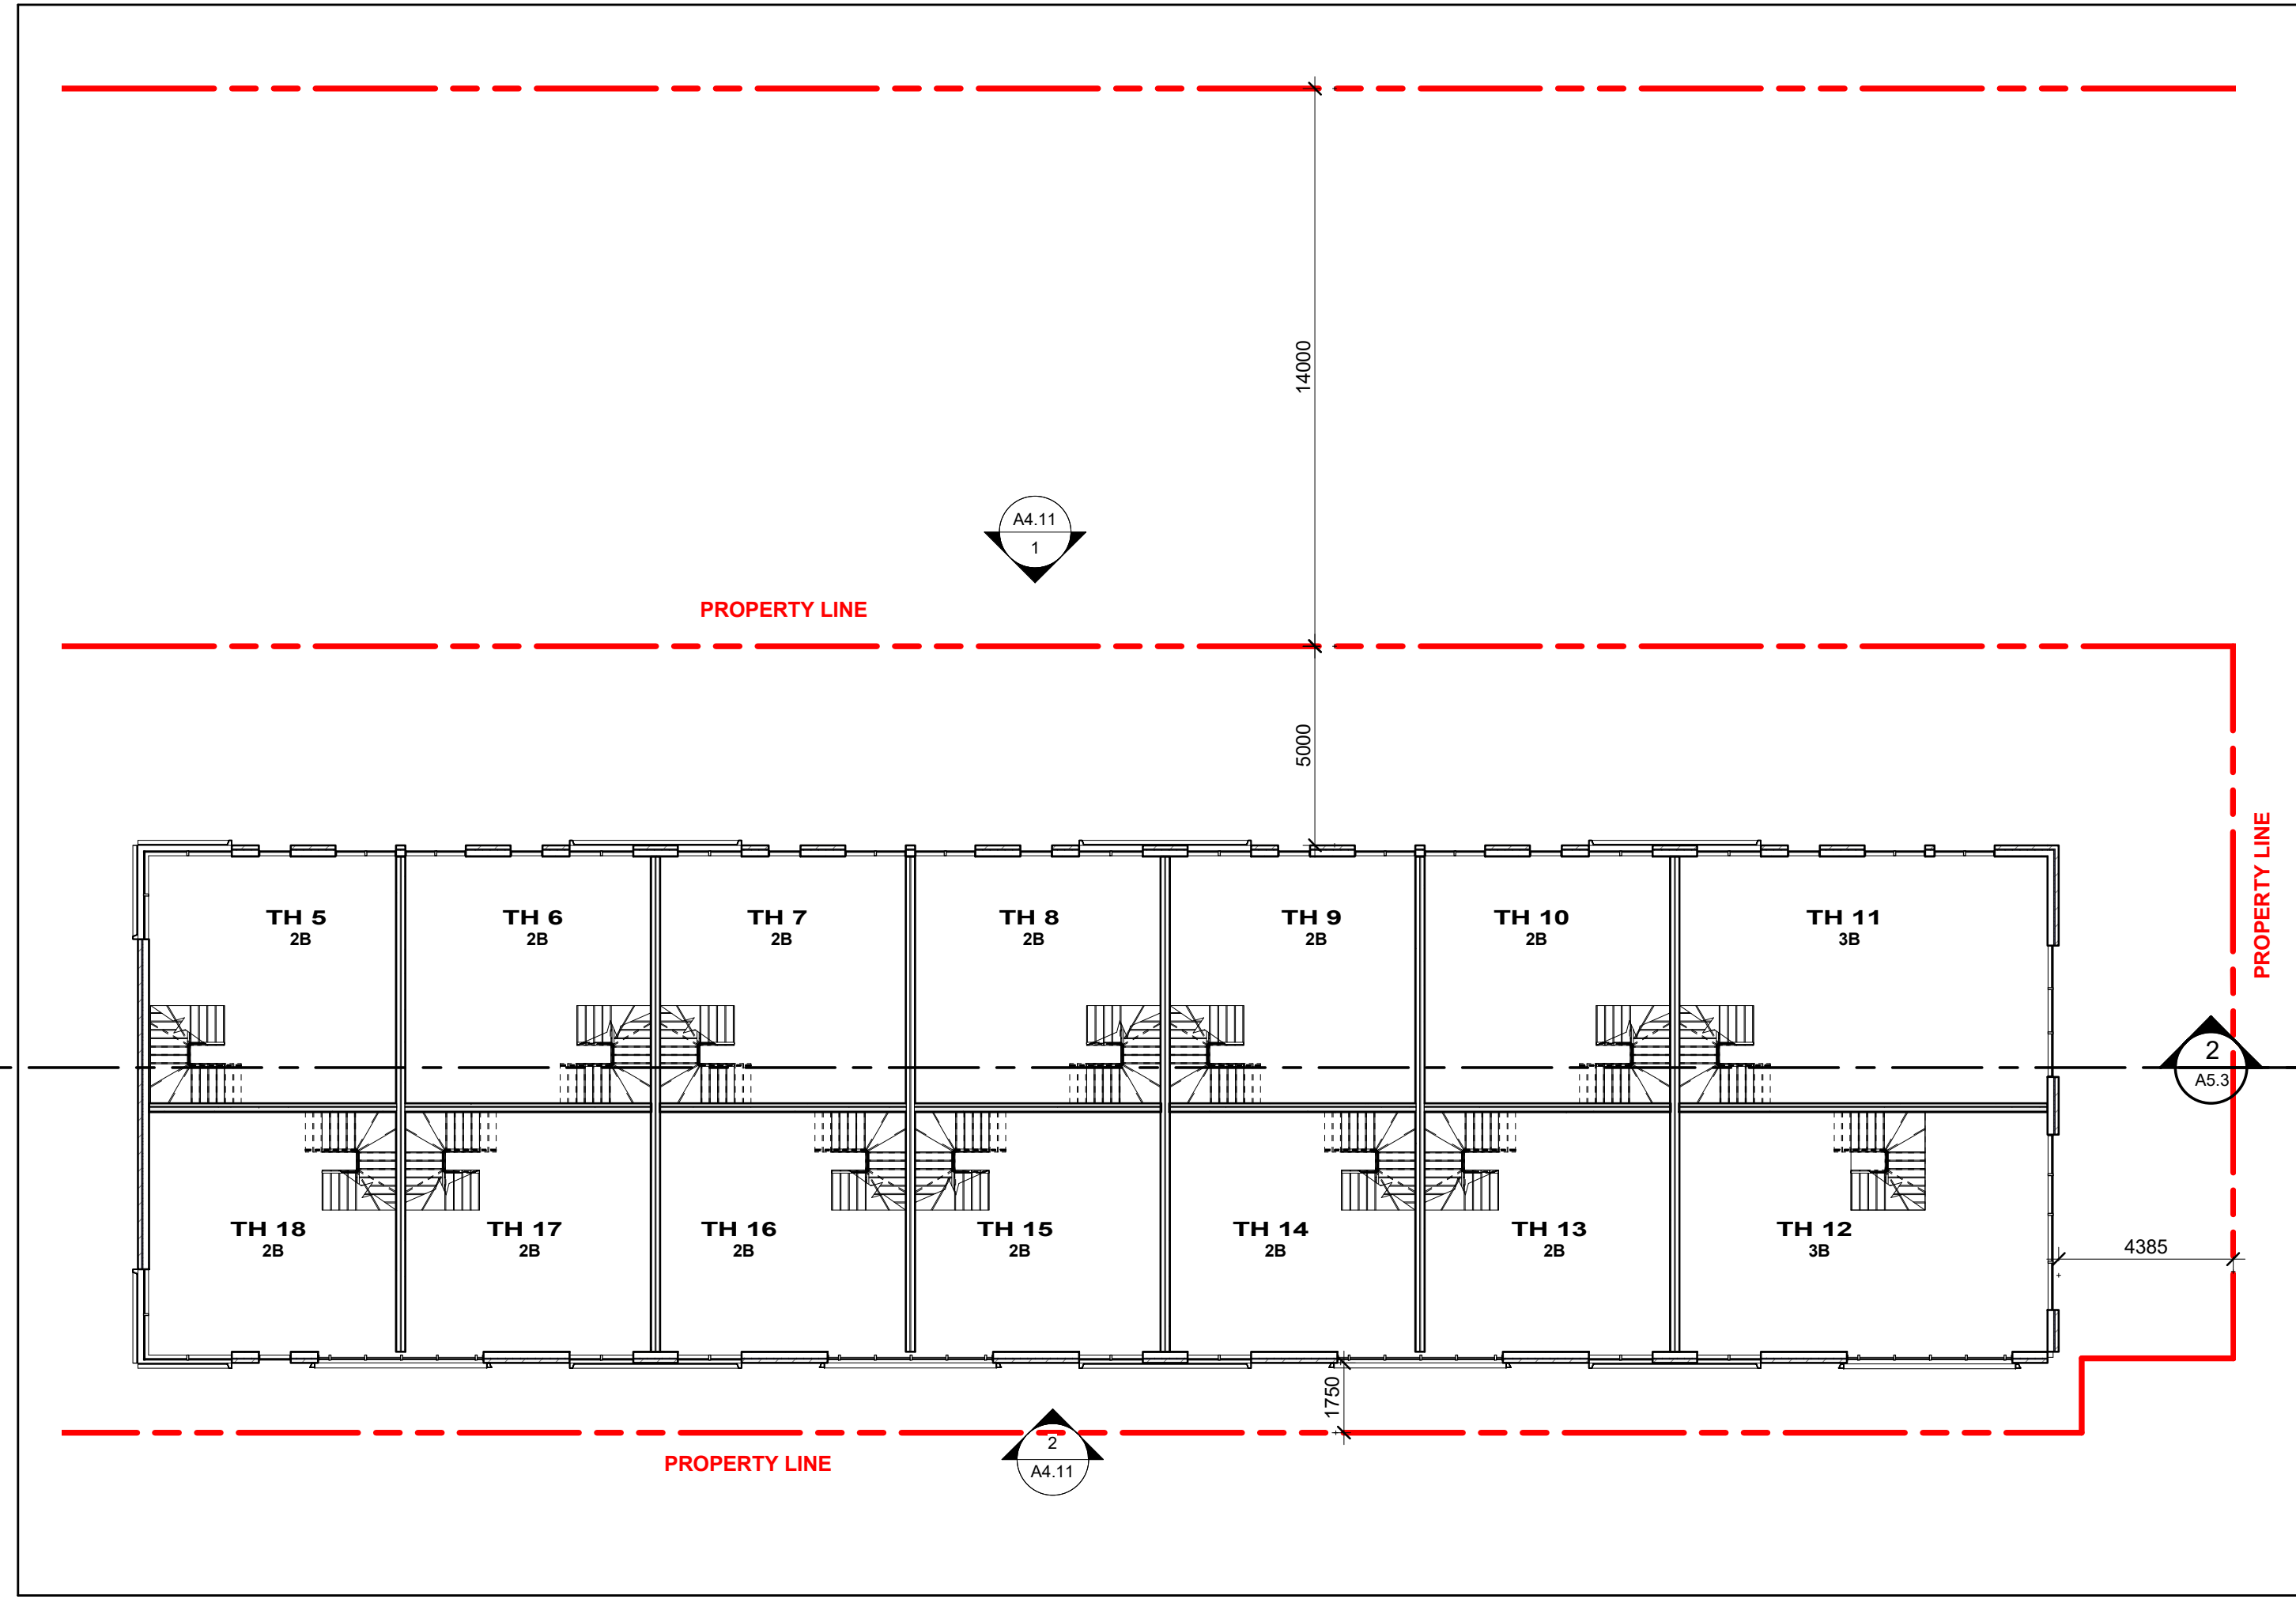 14000
A4.11
1
PROPERTY LINE
5000
PROPERTY LINE
TH 5
2B
TH 6
2B
TH 7
2B
TH 8
2B
TH 9
2B
TH 10
2B
TH 11
3B
2
A5.3
TH 18
2B
TH 17
2B
TH 16
2B
TH 15
2B
TH 14
2B
TH 13
2B
TH 12
3B
4385
1750
2
A4.11
PROPERTY LINE